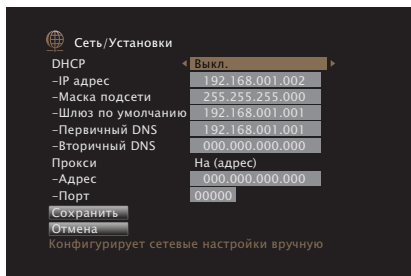 Сеть/Установки
DHCP Выкл.
–IP адрес 192.168.001.002
–Маска подсети 255.255.255.000
–Шлюз по умолчанию 192.168.001.001
–Первичный DNS 192.168.001.001
–Вторичный DNS 000.000.000.000
Прокси На (адрес)
–Адрес 000.000.000.000
–Порт 00000
Сохранить
Отмена
Конфигурирует сетевые настройки вручную